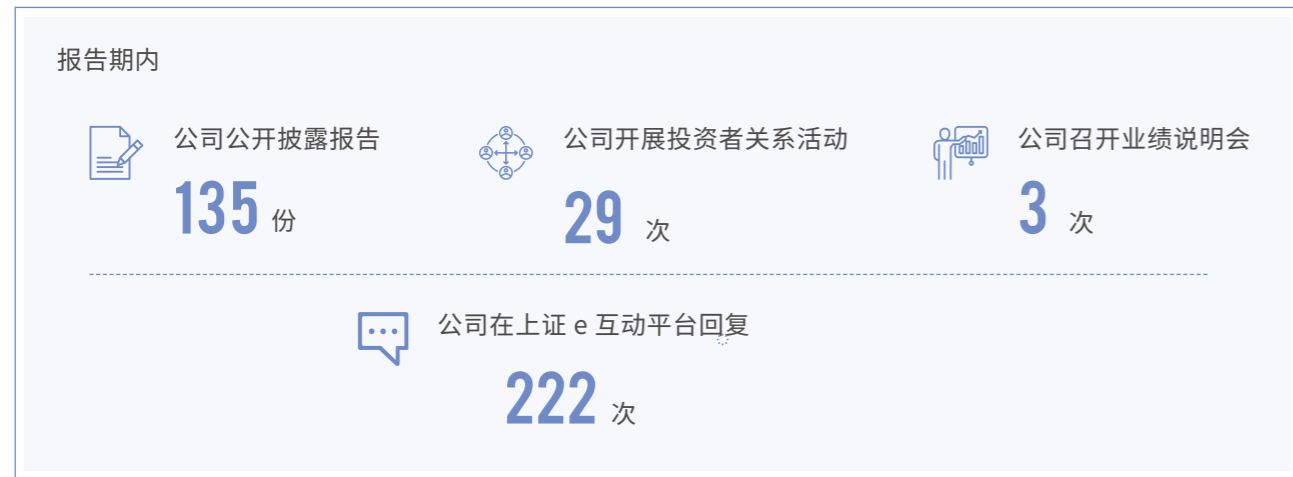 报告期内
公司公开披露报告
135 份
公司开展投资者关系活动
29 次
公司召开业绩说明会
3 次
公司在上证 e 互动平台回复
222 次